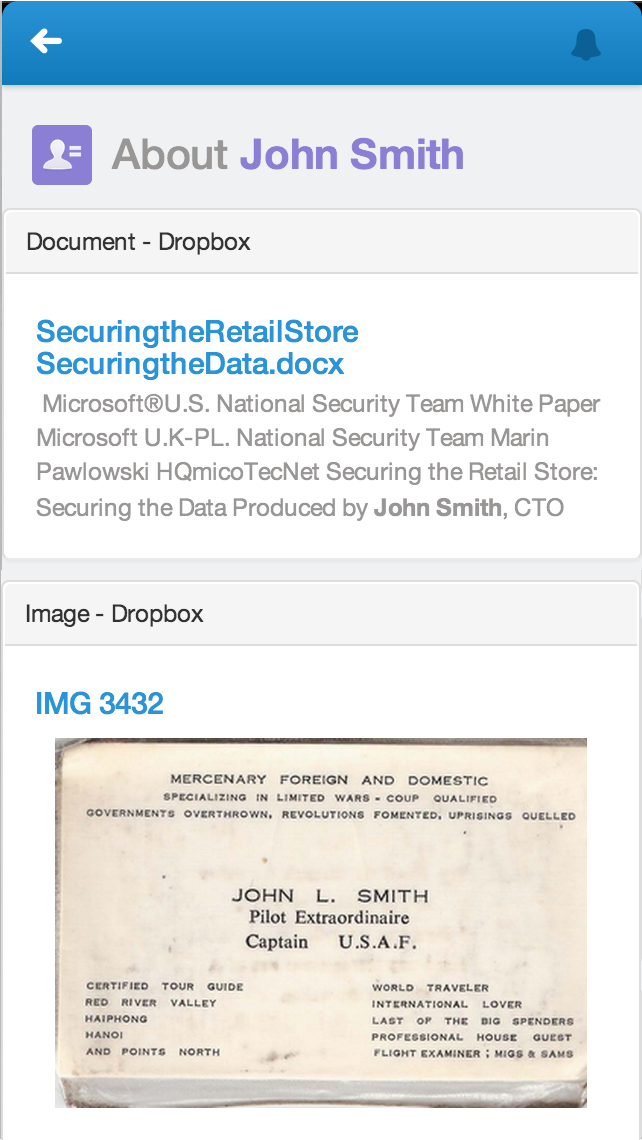 About John Smith
Document - Dropbox
SecuringtheRetailStore
SecuringtheData.docx
Microsoft®U.S. National Security Team White Paper
Microsoft U.K-PL. National Security Team Marin
Pawlowski HQmicoTecNet Securing the Retail Store:
Securing the Data Produced by John Smith, CTO
Image - Dropbox
IMG 3432
MERCENARY FOREIGN AND DOMESTIC
SPECIALIZING IN LIMITED WARS - COUP QUALIFIED
GOVERNMENTS OVERTHROWN, REVOLUTIONS FOMENTED, UPRISINGS QUELLED
JOHN L. SMITH
Pilot Extraordinaire
Captain U.S.A.F.
CERTIFIED TOUR GUIDE
RED RIVER VALLEY
HAIPHONG
HANOI
AND POINTS NORTH
WORLD TRAVELER
INTERNATIONAL LOVER
LAST OF THE BIG SPENDERS
PROFESSIONAL HOUSE GUEST
FLIGHT EXAMINER ; MIGS & SAMS